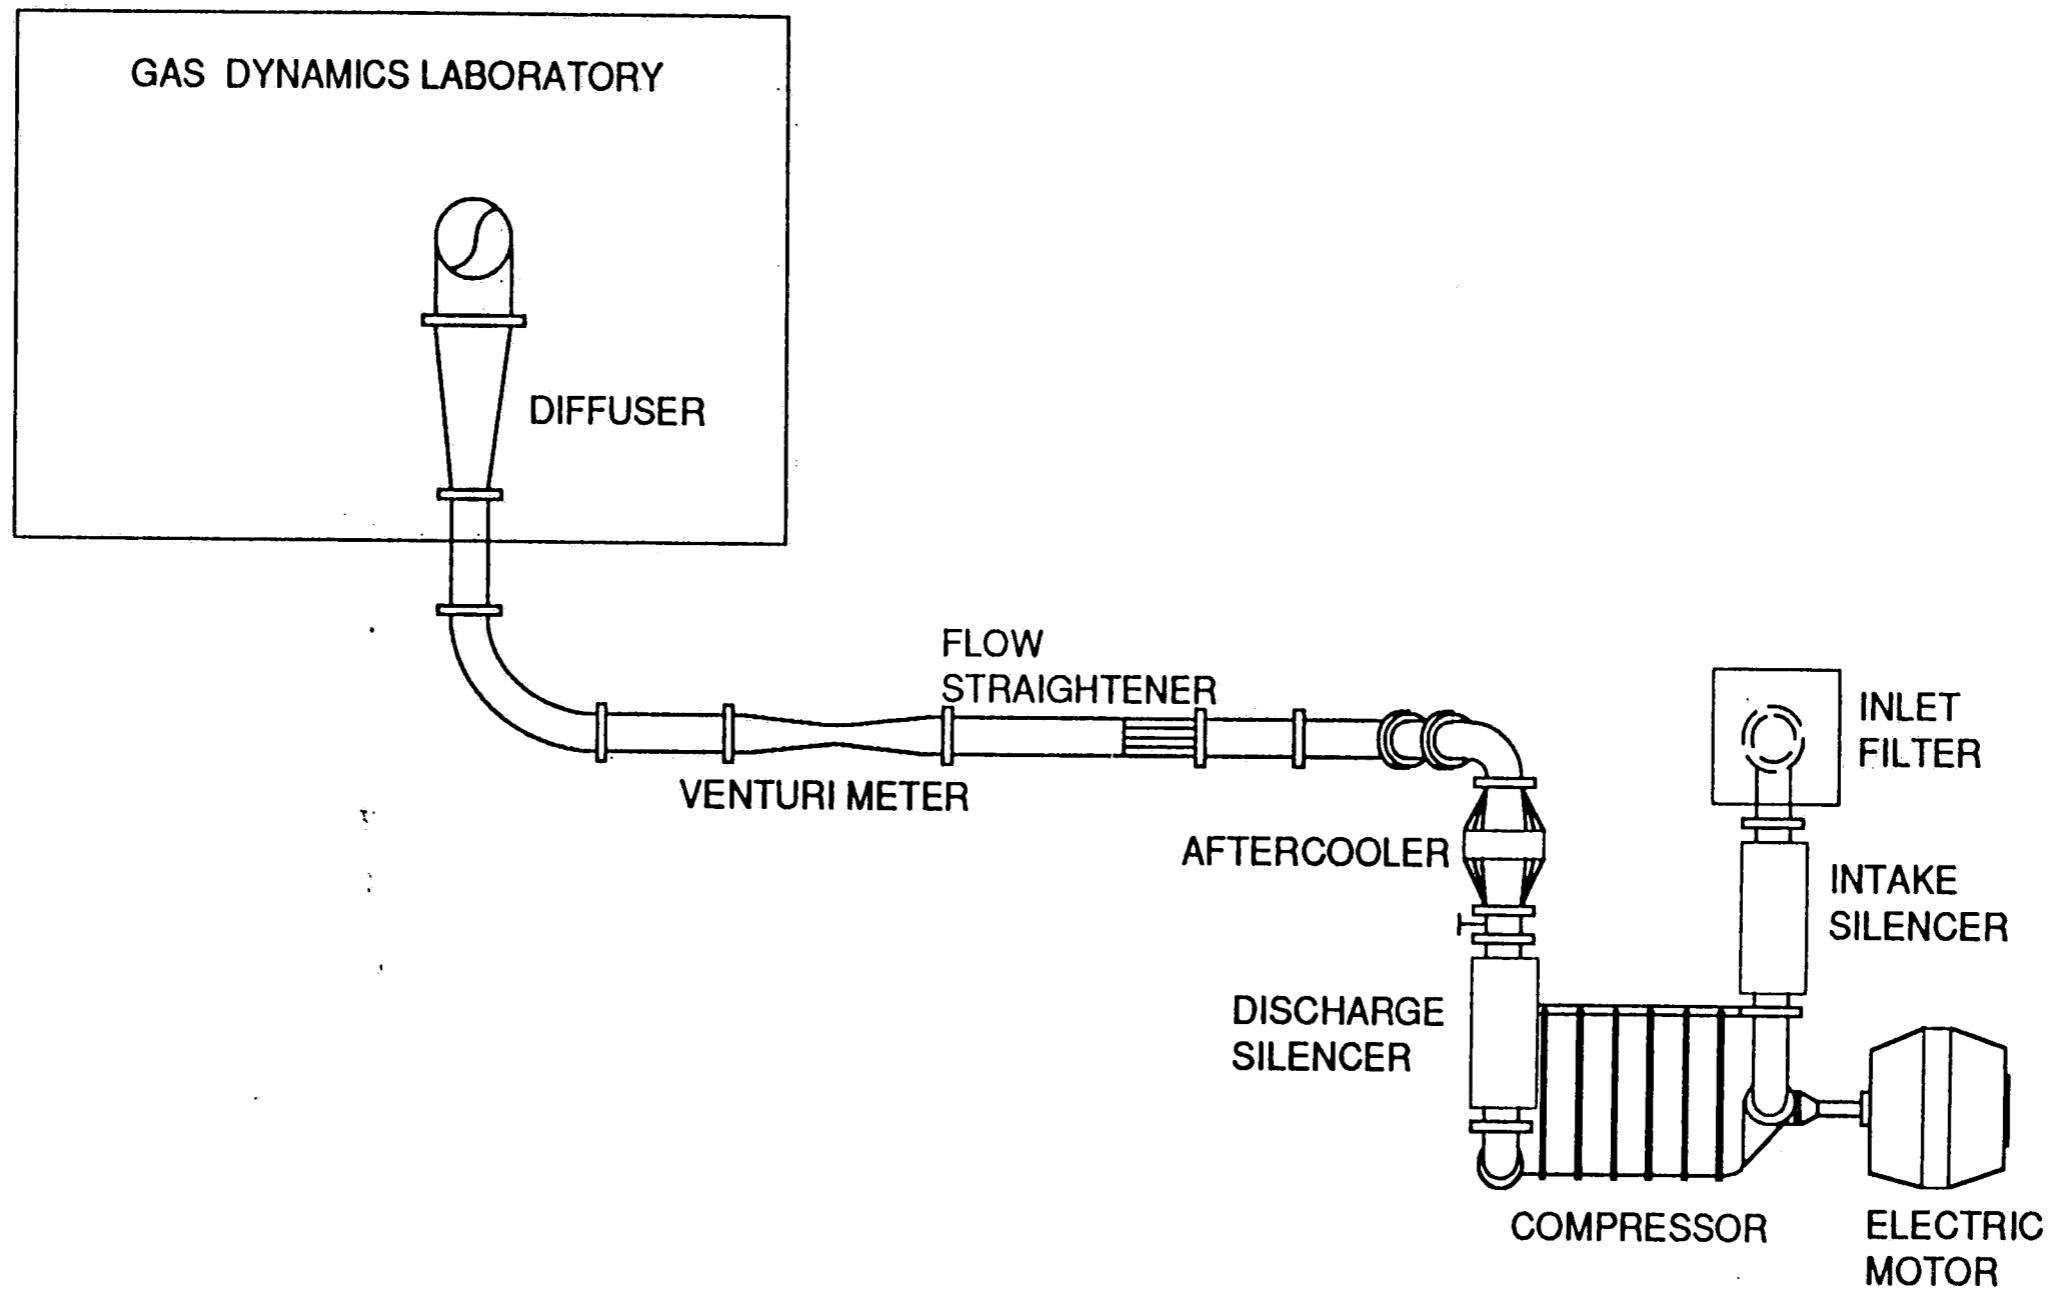 GAS DYNAMICS LABORATORY
DIFFUSER
FLOW
STRAIGHTENER
VENTURI METER
INLET
FILTER
AFTERCOOLER
INTAKE
SILENCER
DISCHARGE
SILENCER
COMPRESSOR
ELECTRIC
MOTOR